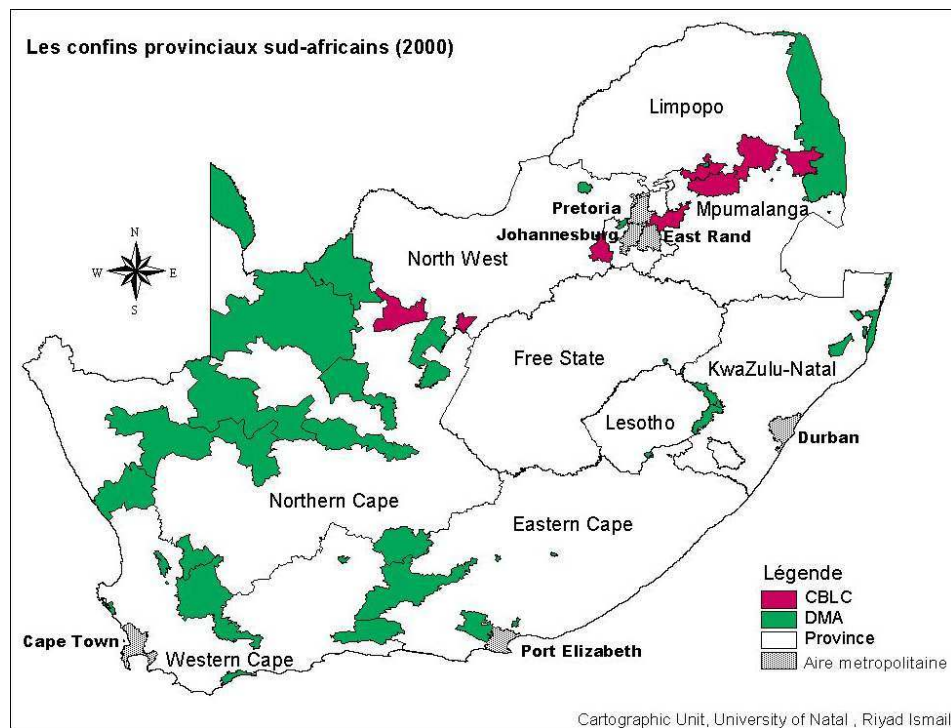 Les confins provinciaux sud-africains (2000)
Limpopo
Pretoria
Mpumalanga
Johannesburg
East Rand
North West
N
W
E
S
Free State
KwaZulu-Natal
Lesotho
Durban
Northern Cape
Eastern Cape
Légende
CBLC
DMA
Province
Aire metropolitaine
Cape Town
Western Cape
Port Elizabeth
Cartographic Unit, University of Natal , Riyad Ismail